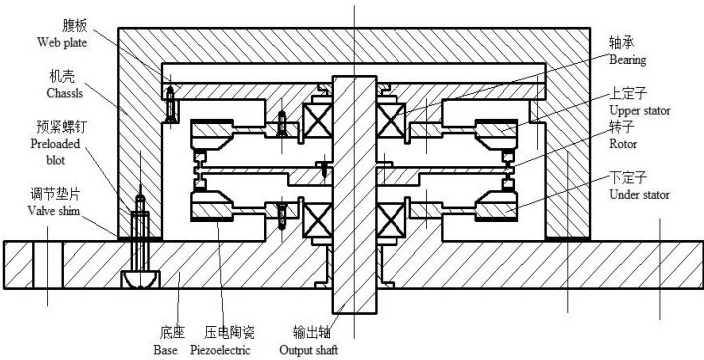 腹板
Web plate
机壳
Chassls
预紧螺钉
Preloaded
blot
调节垫片
Valve shim
轴承
Bearing
上定子
Upper stator
转子
Rotor
下定子
Under stator
底座
Base
压电陶瓷
Piezoelectric
输出轴
Output shaft